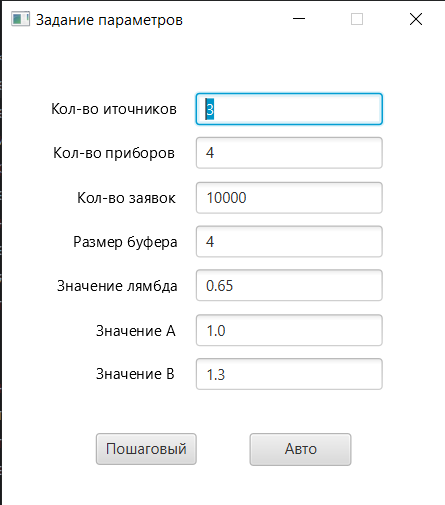 Задание параметров
Кол-во иточников 3
Кол-во приборов 4
Кол-во заявок 10000
Размер буфера 4
Значение лямбда 0.65
Значение A 1.0
Значение B 1.3
Пошаговый Авто